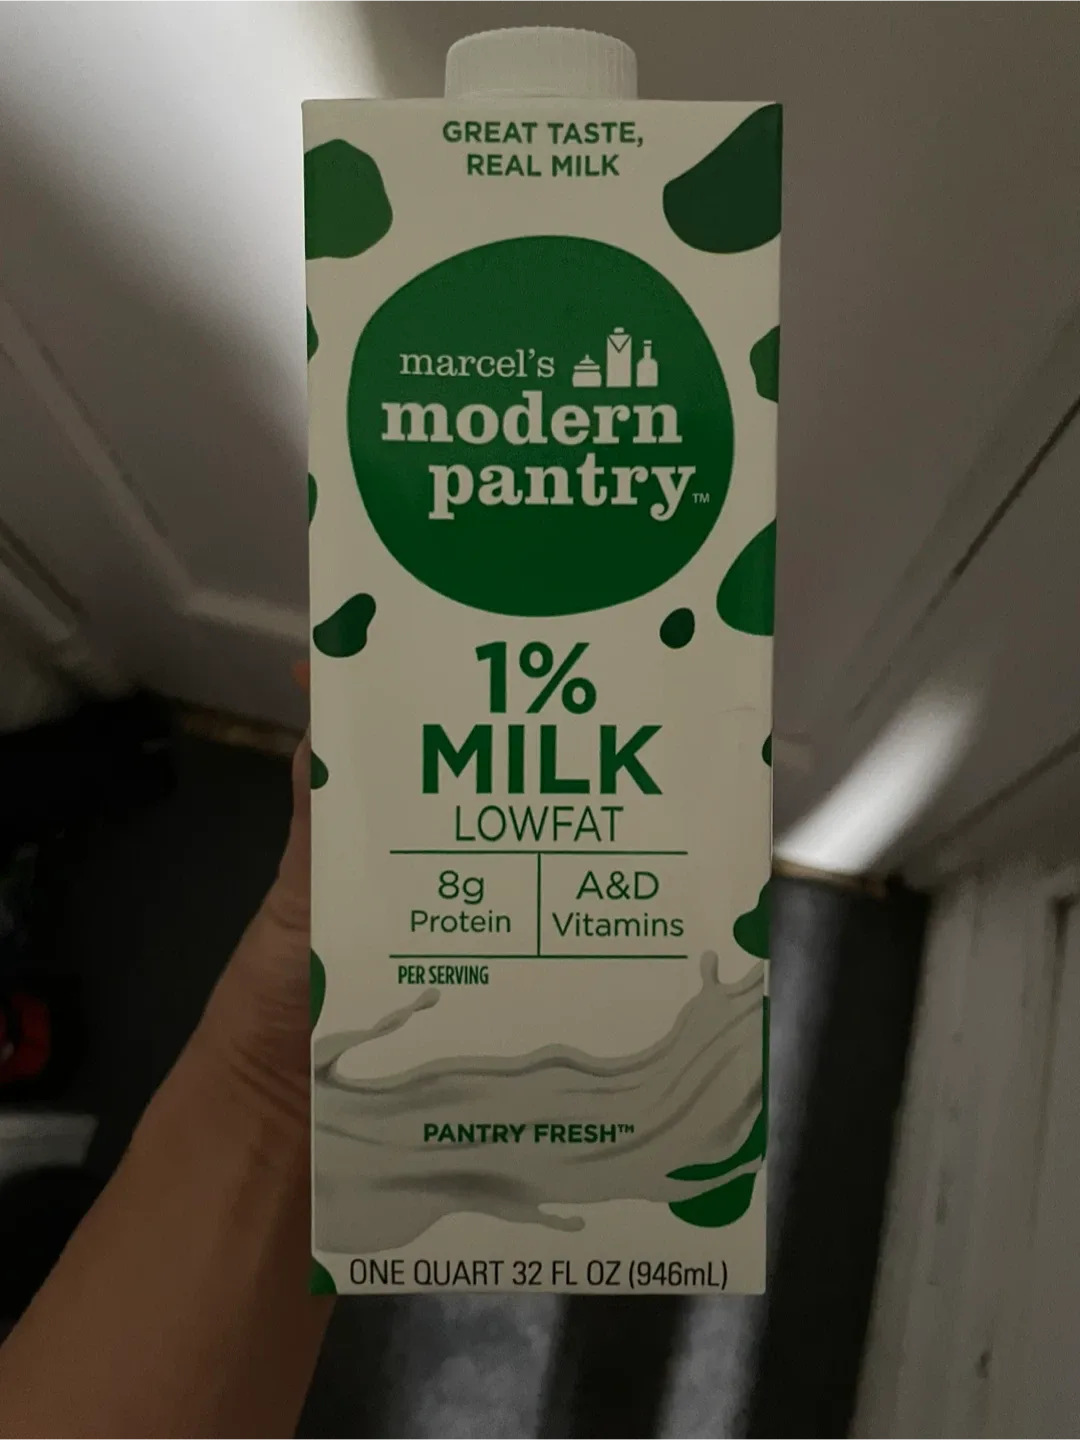 GREAT TASTE,
REAL MILK
marcel's
modern
pantry™
1%
MILK
LOWFAT
8g
Protein
A&D
Vitamins
PER SERVING
PANTRY FRESH™
ONE QUART 32 FL OZ (946mL)